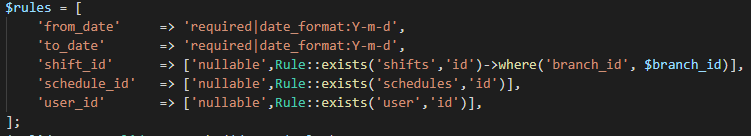 $rules = [
    'from_date'     => 'required|date_format:Y-m-d',
    'to_date'       => 'required|date_format:Y-m-d',
    'shift_id'      => ['nullable',Rule::exists('shifts','id')->where('branch_id', $branch_id)],
    'schedule_id'   => ['nullable',Rule::exists('schedules','id')],
    'user_id'       => ['nullable',Rule::exists('user','id')],
];